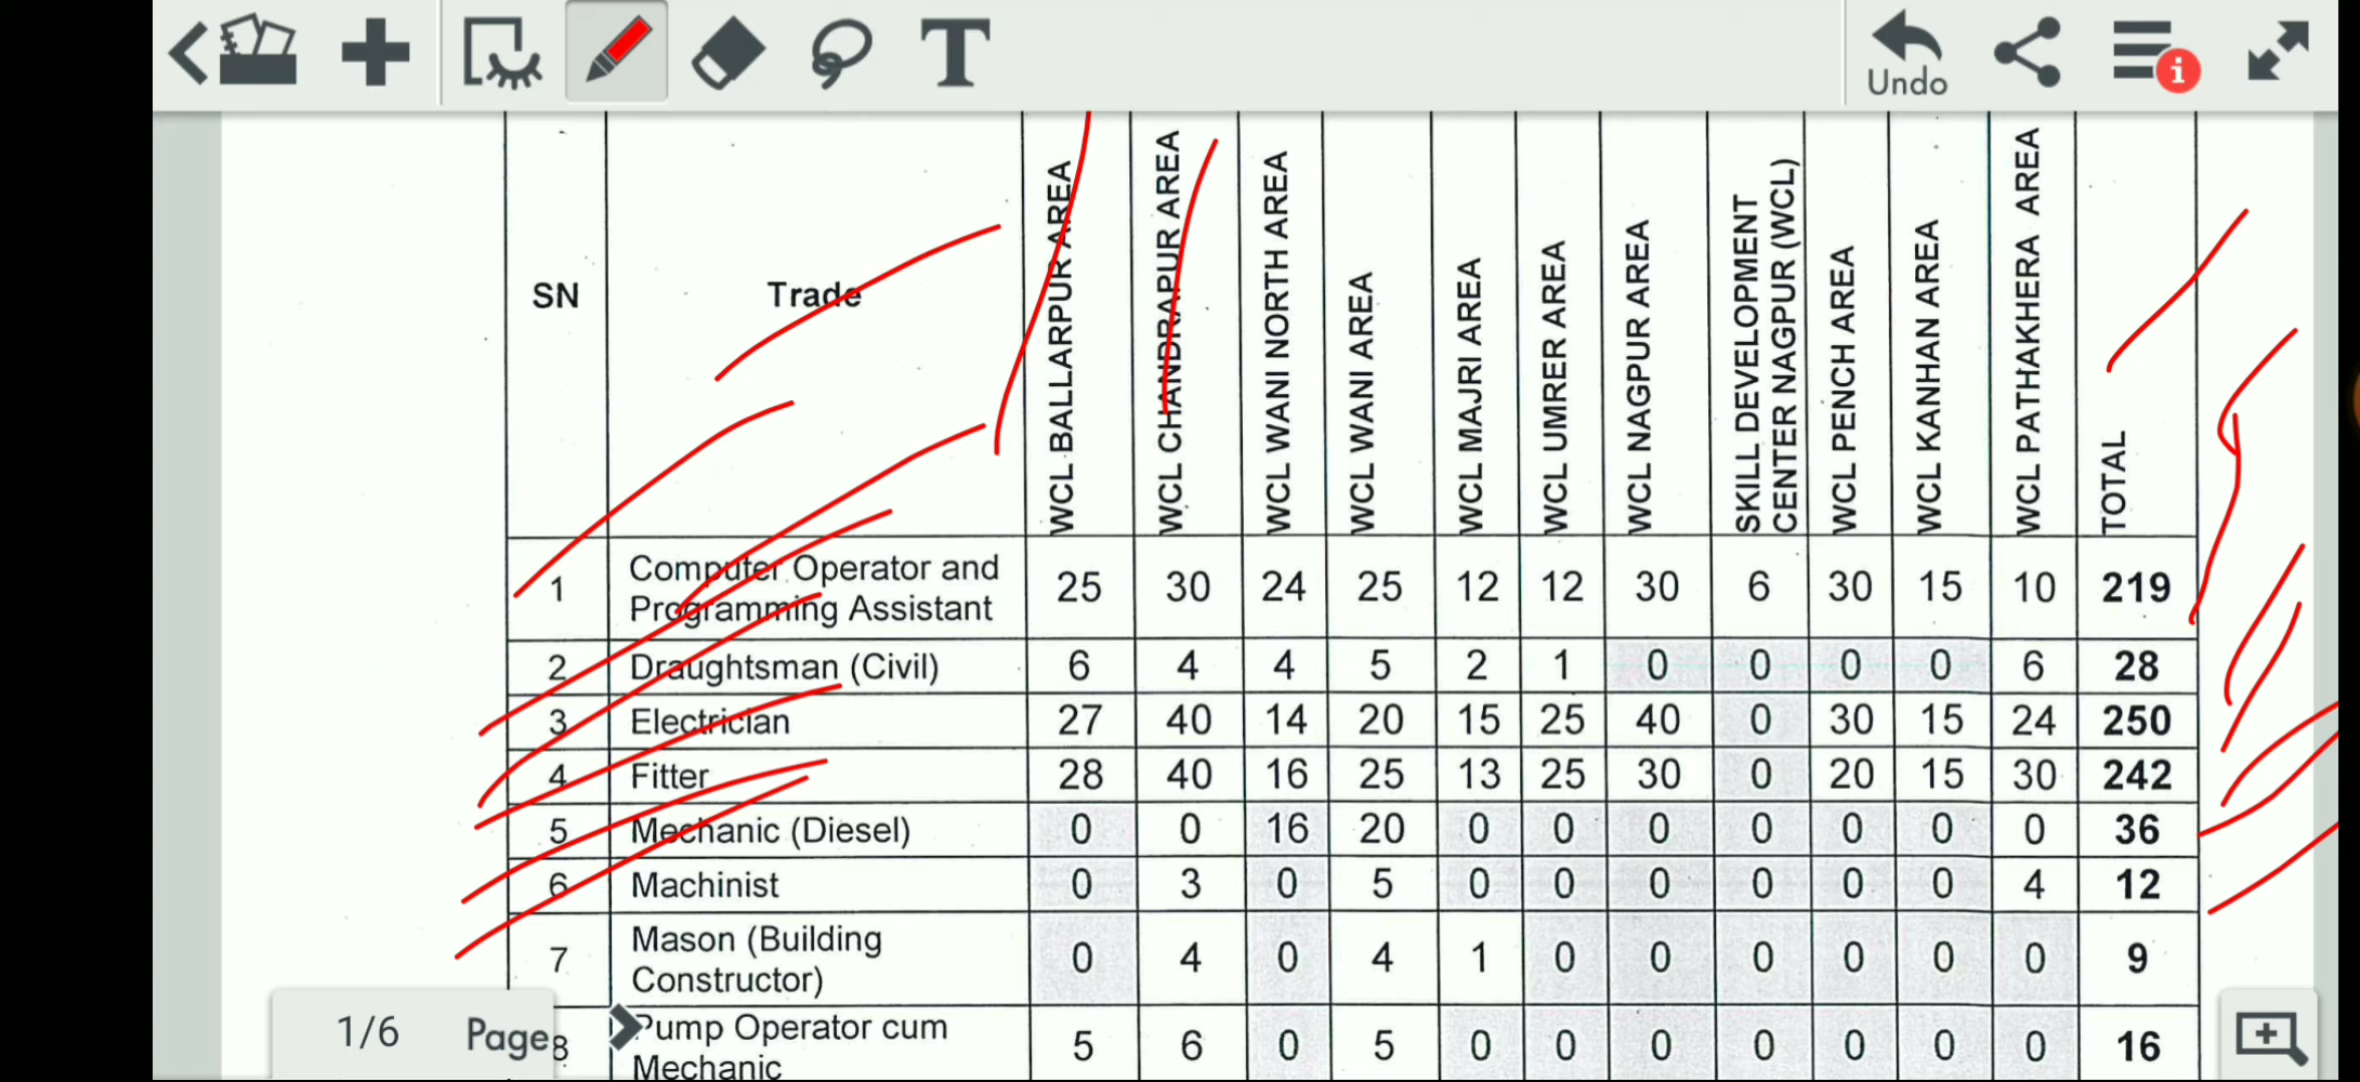 Undo
SN
Trade
WCL BALLARPUR AREA
WCL CHANDRAPUR AREA
WCL WANI NORTH AREA
WCL WANI AREA
WCL MAJRI AREA
WCL UMRER AREA
WCL NAGPUR AREA
SKILL DEVELOPMENT
CENTER NAGPUR (WCL)
WCL PENCH AREA
WCL KANHAN AREA
WCL PATHAKHERA AREA
TOTAL
1 Computer Operator and
Programming Assistant 25 30 24 25 12 12 30 6 30 15 10 219
2 Draughtsman (Civil) 6 4 4 5 2 1 0 0 0 0 6 28
3 Electrician 27 40 14 20 15 25 40 0 30 15 24 250
4 Fitter 28 40 16 25 13 25 30 0 20 15 30 242
5 Mechanic (Diesel) 0 0 16 20 0 0 0 0 0 0 0 36
6 Machinist 0 3 0 5 0 0 0 0 0 0 4 12
7 Mason (Building
Constructor) 0 4 0 4 1 0 0 0 0 0 0 9
8 Pump Operator cum
Mechanic 5 6 0 5 0 0 0 0 0 0 0 16
1/6 Page